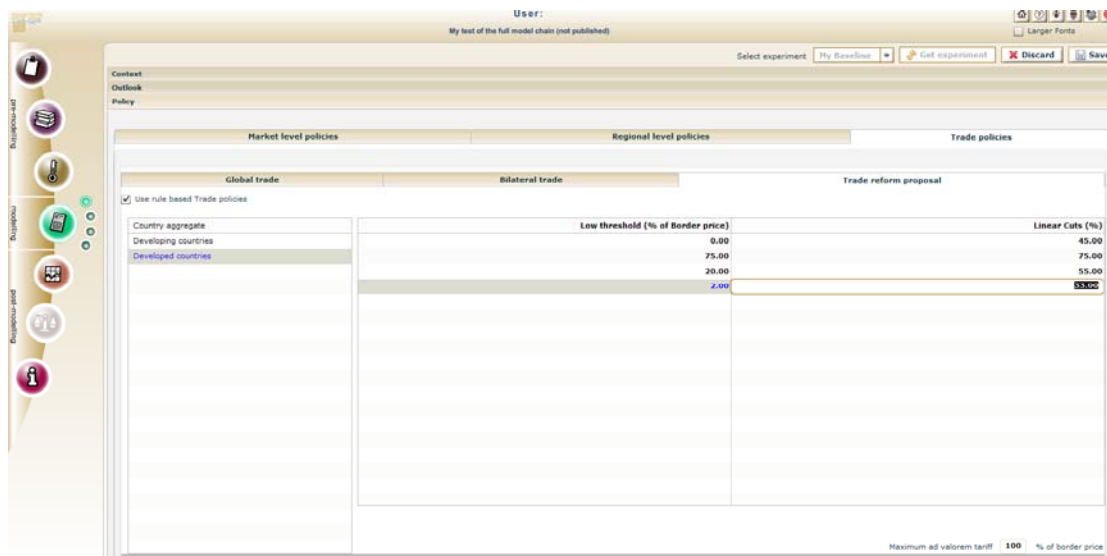 User:
My test of the full model chain (not published)
Larger Fonts
Select experiment My Baseline Get experiment Discard Save
Context
Outlook
Policy
pre-modelling
modelling
post-modelling
Market level policies Regional level policies Trade policies
Global trade Bilateral trade Trade reform proposal
Use rule based Trade policies
Country aggregate Low threshold (% of Border price) Linear Cuts (%)
Developing countries 0.00 45.00
Developed countries 75.00 75.00
20.00 55.00
2.00 33.00
Maximum ad valorem tariff 100 % of border price